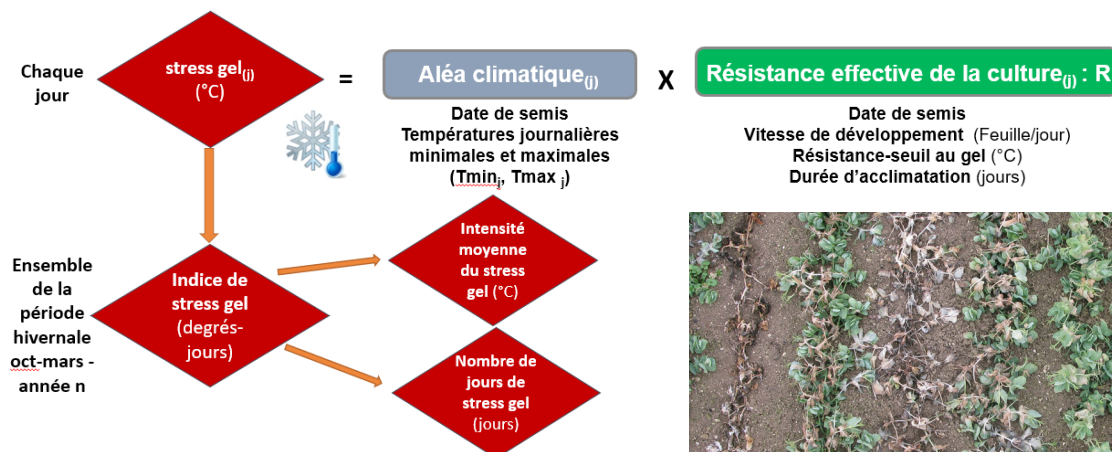 Chaque
jour
stress gel(j)
(°C)
=
Aléa climatique(j)
X
Résistance effective de la culture(j) : R
Date de semis
Températures journalières
minimales et maximales
(Tminj, Tmax j)
Date de semis
Vitesse de développement (Feuille/jour)
Résistance-seuil au gel (°C)
Durée d’acclimatation (jours)
Ensemble
de la
période
hivernale
oct-mars -
année n
Indice de
stress gel
(degrés-
jours)
Intensité
moyenne
du stress
gel (°C)
Nombre de
jours de
stress gel
(jours)